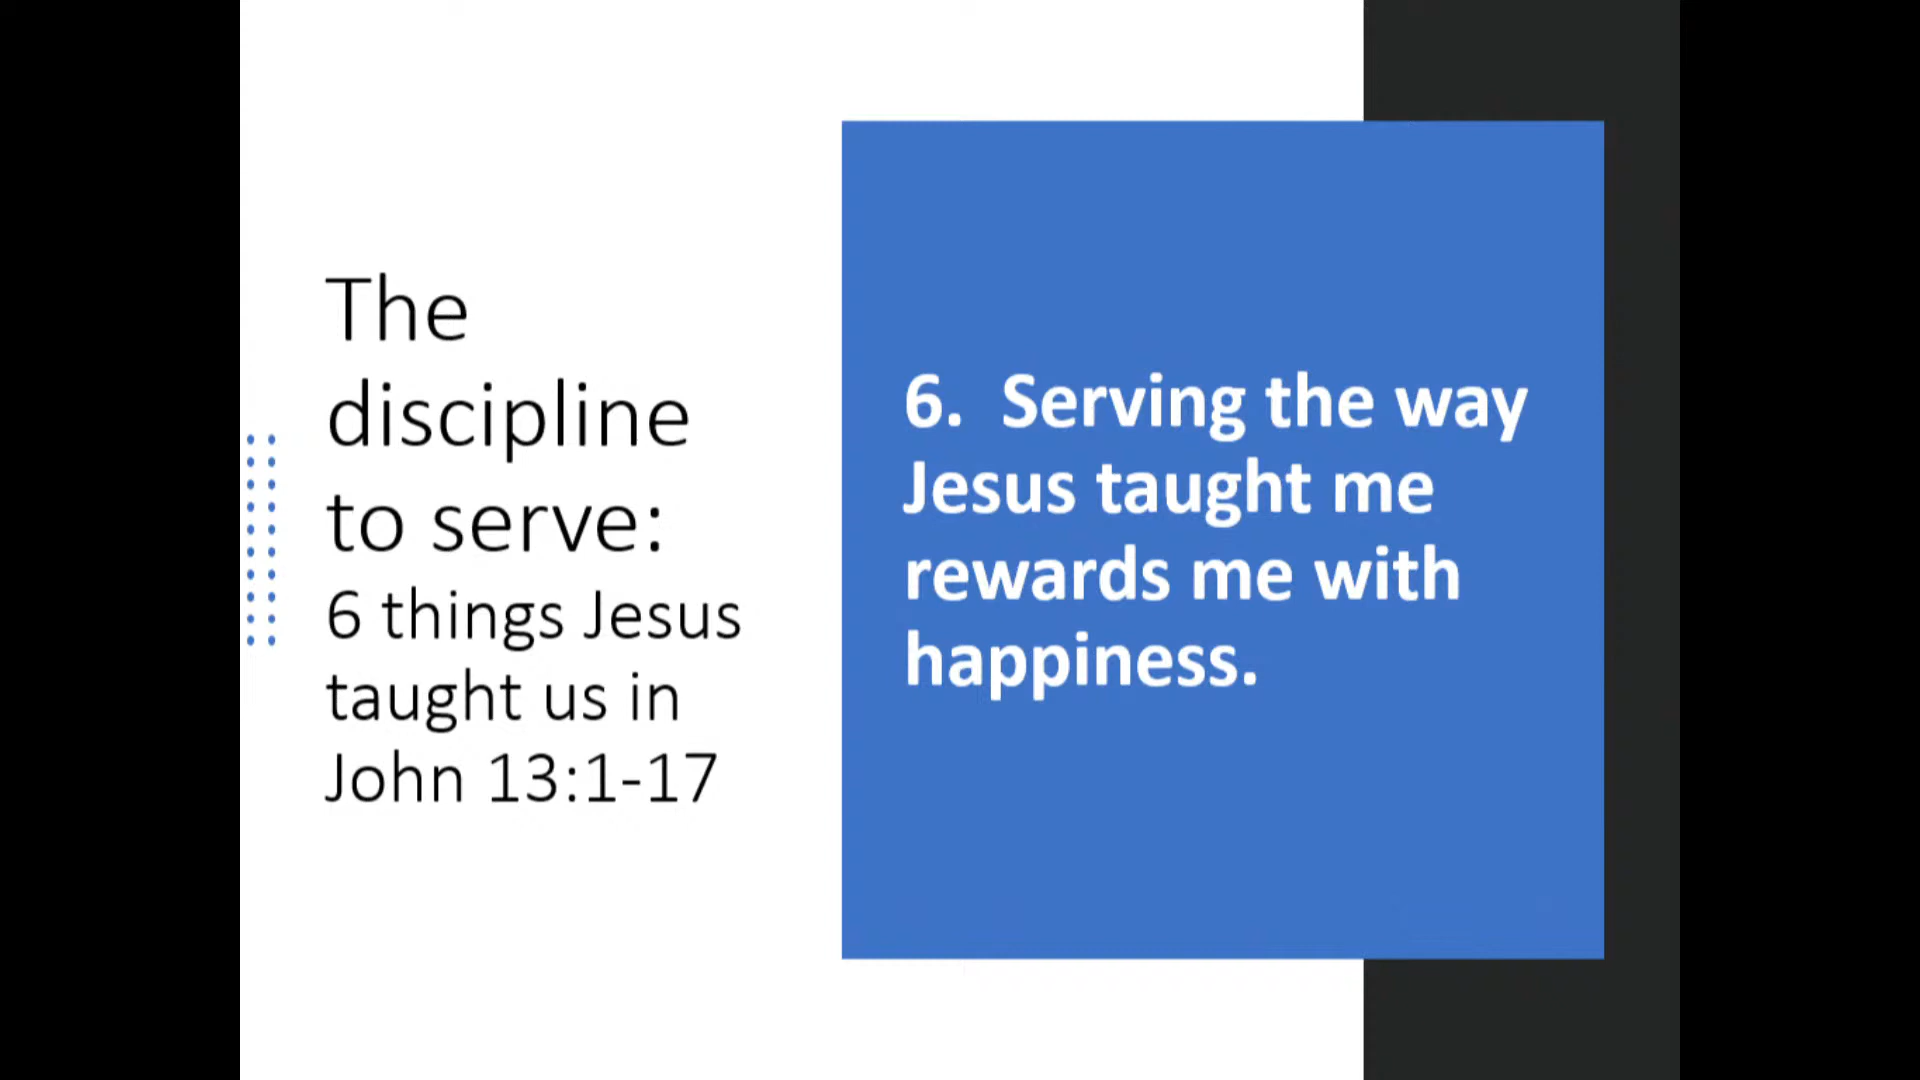 The
discipline
to serve:
6 things Jesus
taught us in
John 13:1-17
6. Serving the way
Jesus taught me
rewards me with
happiness.